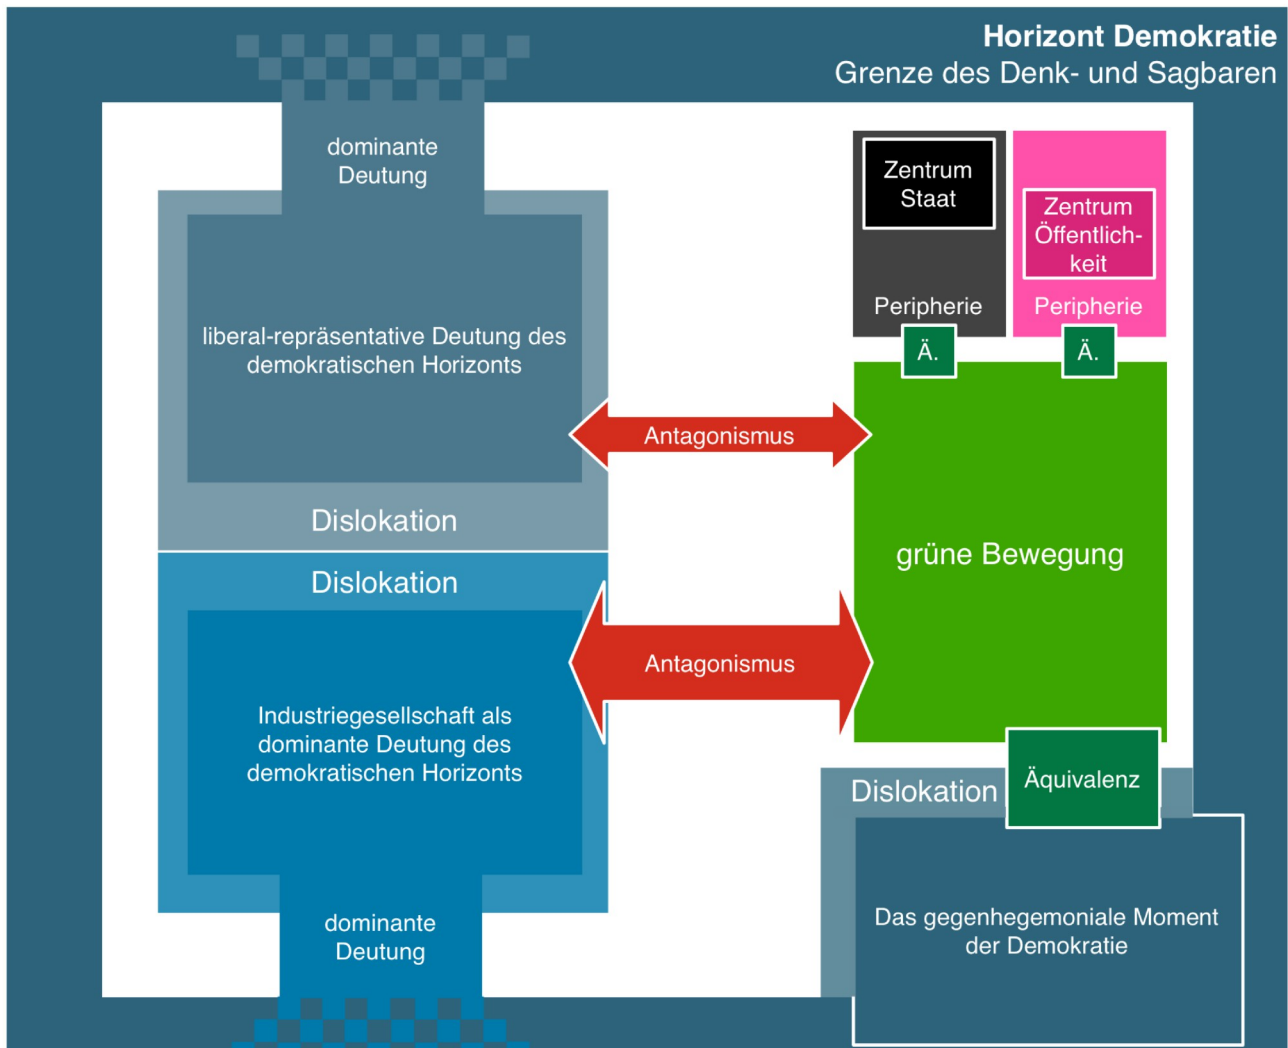 Horizont Demokratie
Grenze des Denk- und Sagbaren
dominante
Deutung
liberal-repräsentative Deutung des
demokratischen Horizonts
Dislokation
Dislokation
Industriegesellschaft als
dominante Deutung des
demokratischen Horizonts
dominante
Deutung
Antagonismus
Antagonismus
Zentrum
Staat
Peripherie
Ä.
Zentrum
Öffentlich-
keit
Peripherie
Ä.
grüne Bewegung
Äquivalenz
Dislokation
Das gegenhegemoniale Moment
der Demokratie